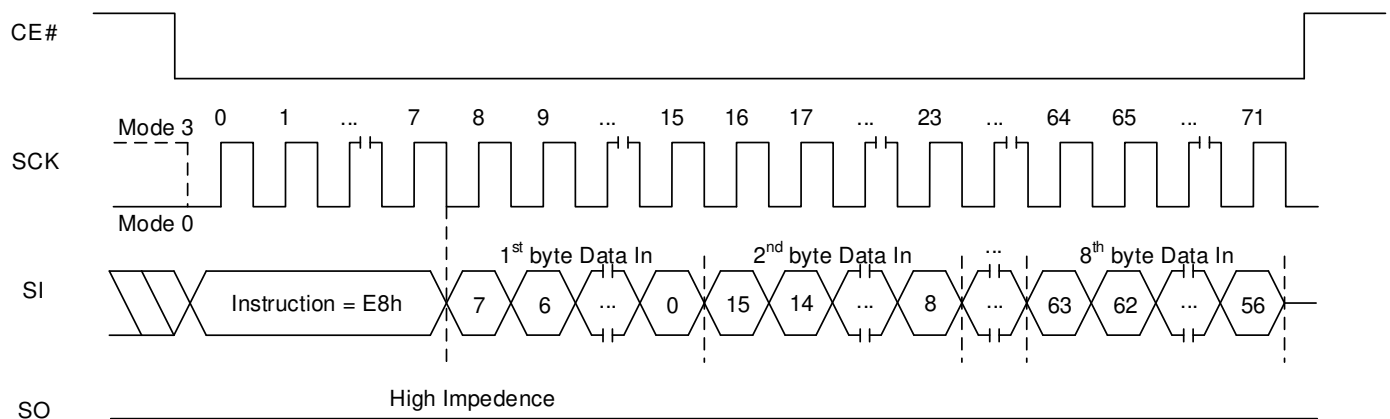 CE#
0 1 ... 7 8 9 ... 15 16 17 ... 23 ... 64 65 ... 71
Mode 3
SCK
Mode 0
1st byte Data In 2nd byte Data In ... 8th byte Data In
SI Instruction = E8h 7 6 ... 0 15 14 ... 8 ... 63 62 ... 56
High Impedence
SO